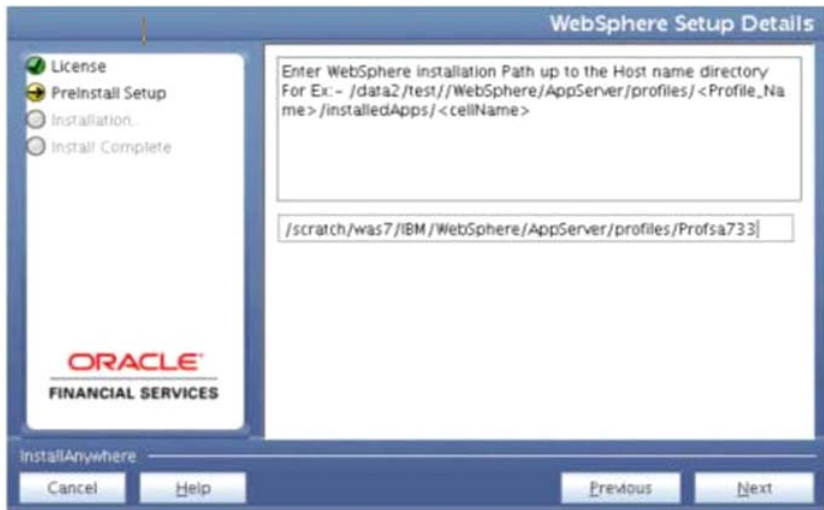 WebSphere Setup Details
License
PreInstall Setup
Installation...
Install Complete
Enter WebSphere installation Path up to the Host name directory
For Ex:- /data2/test//WebSphere/AppServer/profiles/<Profile_Na
me>/installedApps/<cellName>
/scratch/was7/IBM/WebSphere/AppServer/profiles/Profsa733
ORACLE
FINANCIAL SERVICES
InstallAnywhere
Cancel
Help
Previous
Next